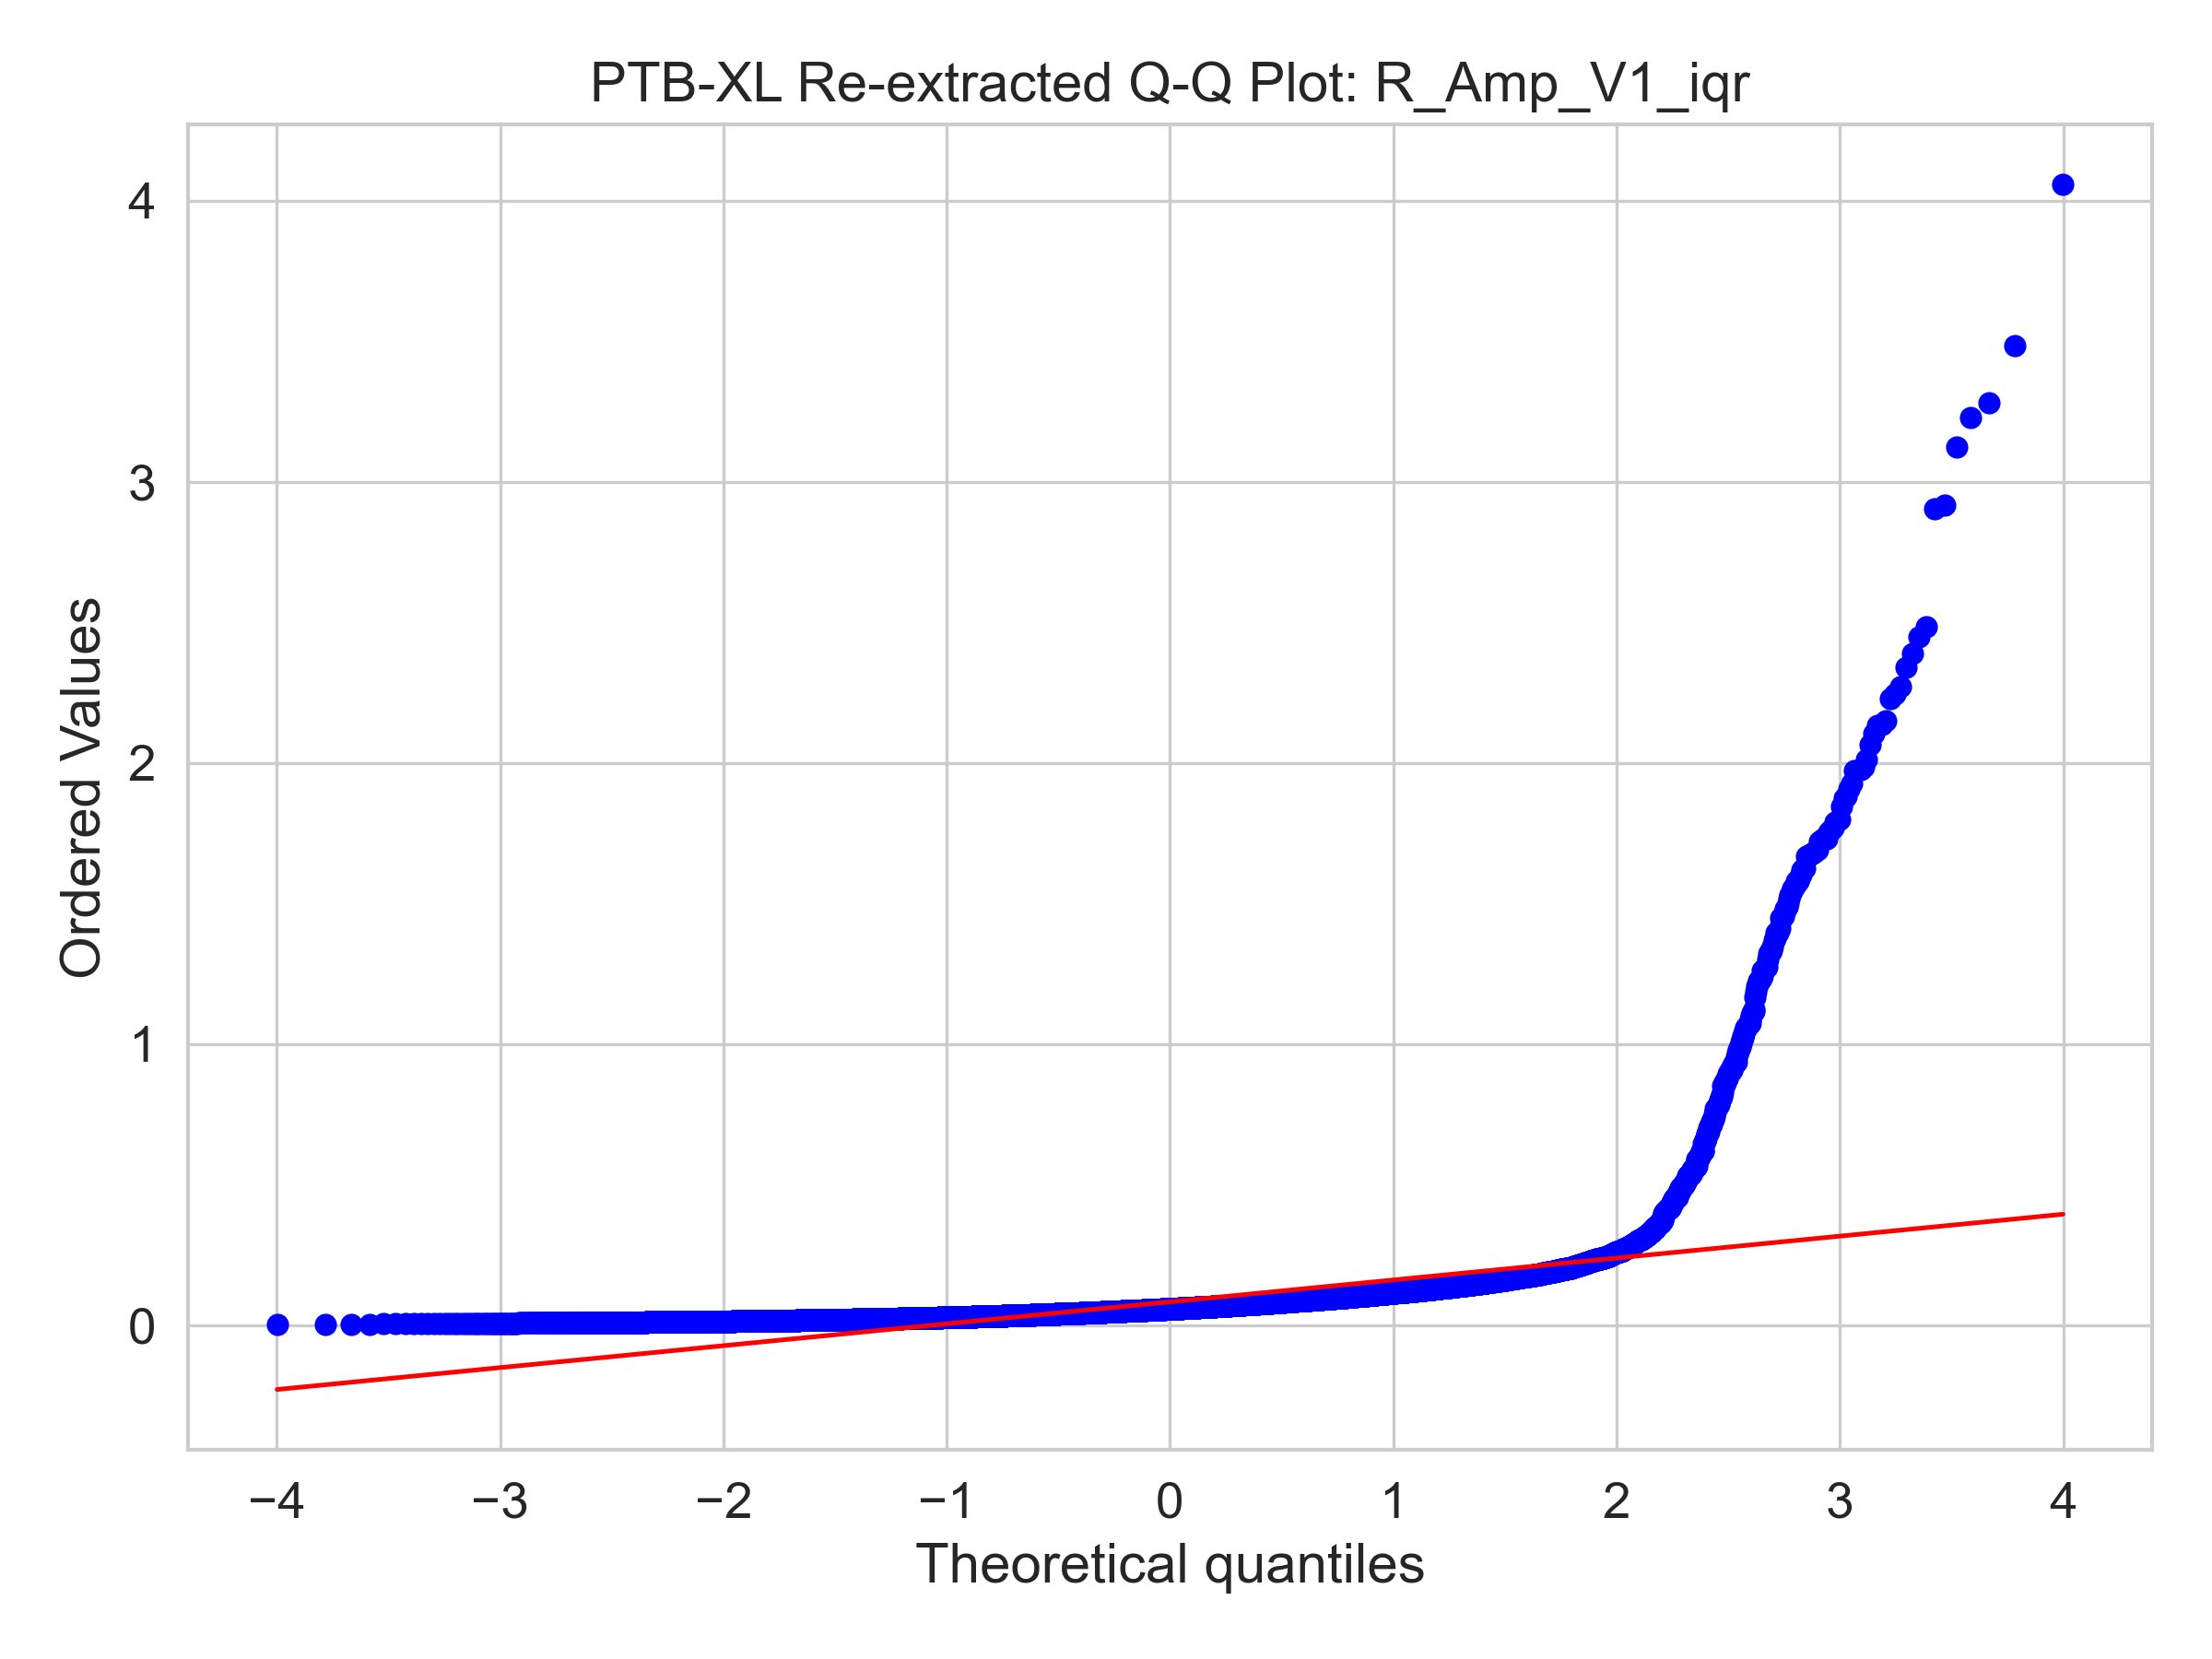 PTB-XL Re-extracted Q-Q Plot: R_Amp_V1_iqr
Ordered Values
4
3
2
1
0
−4 −3 −2 −1 0 1 2 3 4
Theoretical quantiles